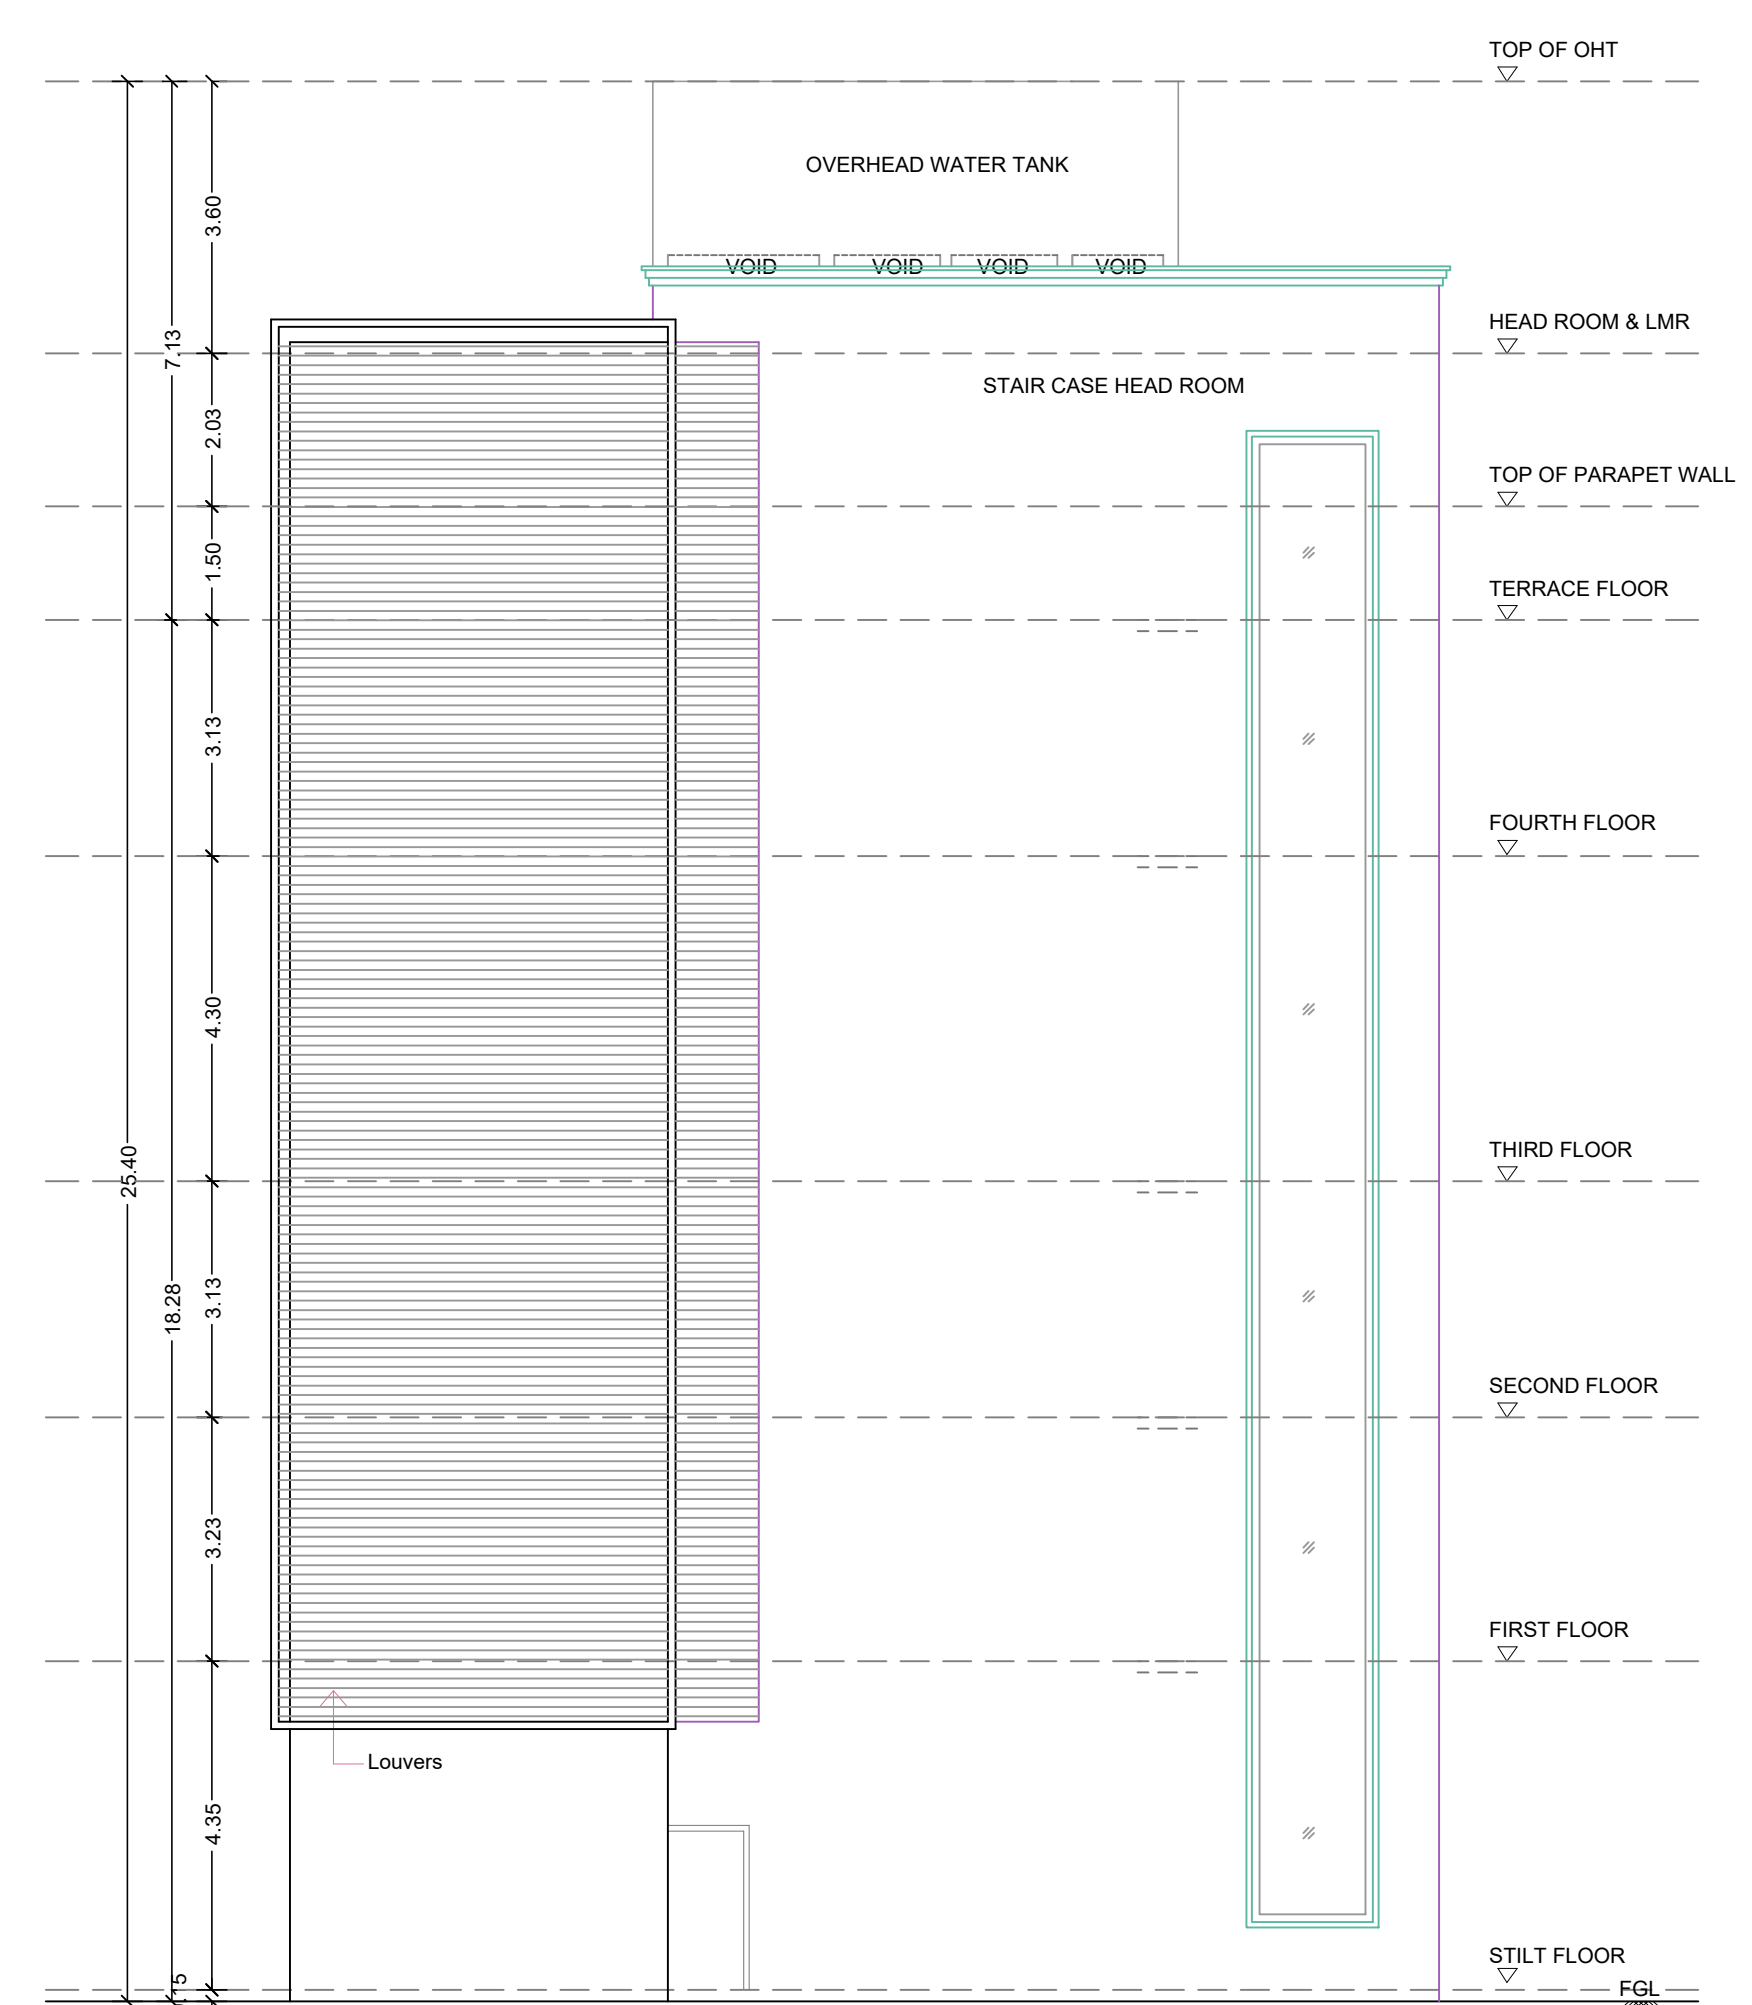 TOP OF OHT
OVERHEAD WATER TANK
3.60
VOID VOID VOID VOID
HEAD ROOM & LMR
7.13
STAIR CASE HEAD ROOM
2.03
TOP OF PARAPET WALL
1.50
TERRACE FLOOR
3.13
FOURTH FLOOR
4.30
THIRD FLOOR
25.40
18.28
3.13
SECOND FLOOR
3.23
FIRST FLOOR
Louvers
4.35
STILT FLOOR
FGL